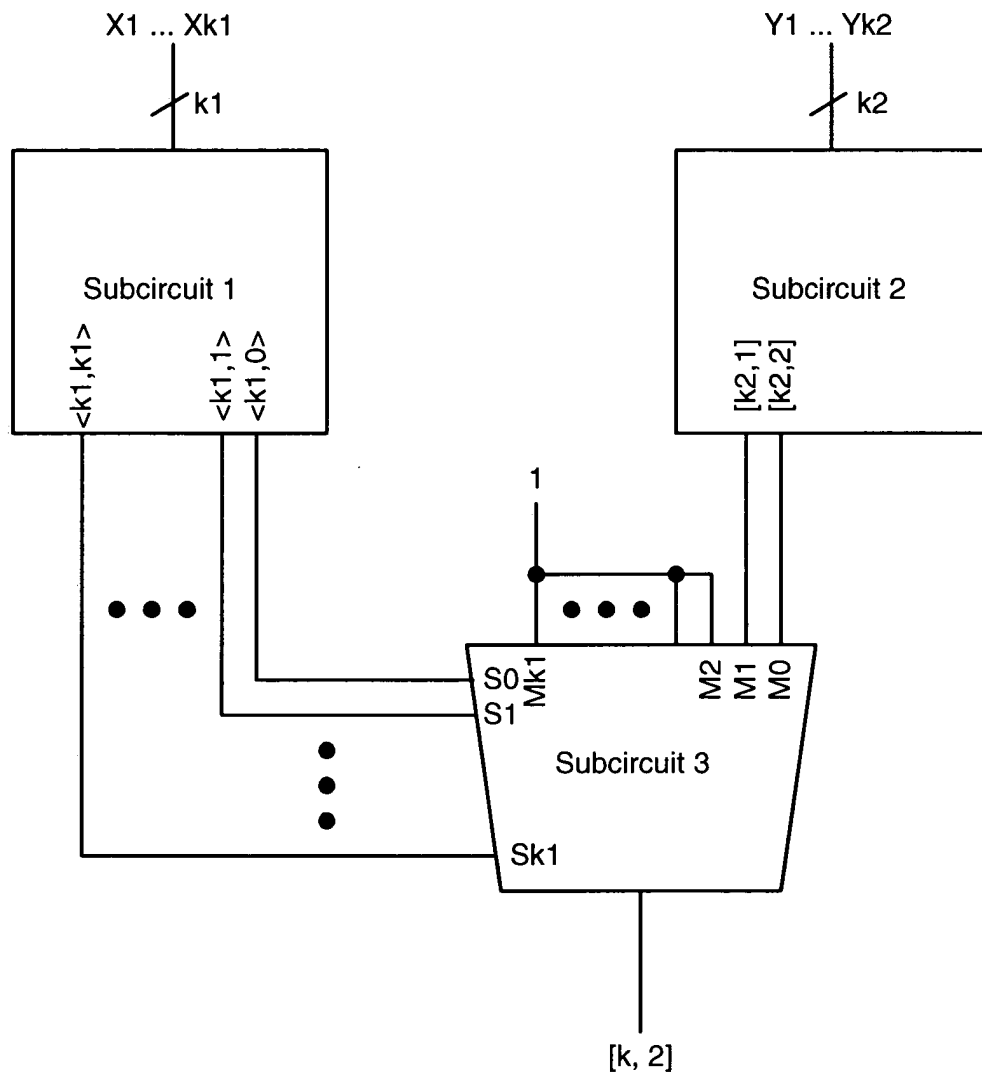 X1 ... Xk1
Y1 ... Yk2
k1
k2
Subcircuit 1
Subcircuit 2
<k1,k1>
<k1,1>
<k1,0>
[k2,1]
[k2,2]
1
S0
S1
Sk1
Mk1
M2
M1
M0
Subcircuit 3
[k, 2]